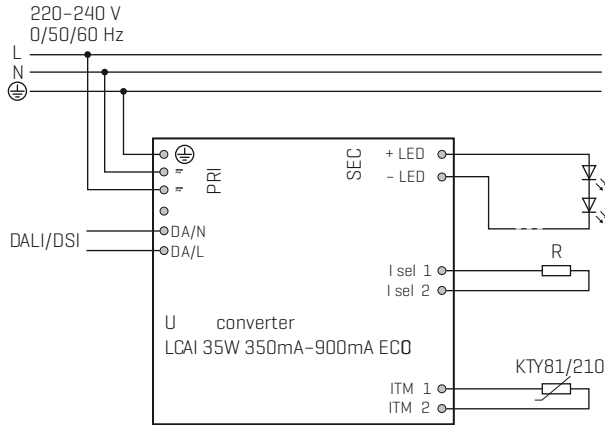 220–240 V
0/50/60 Hz
L
N
PRI
SEC
+ LED
– LED
DALI/DSI
DA/N
DA/L
I sel 1
I sel 2
R
U converter
LCAI 35W 350mA–900mA ECO
KTY81/210
ITM 1
ITM 2